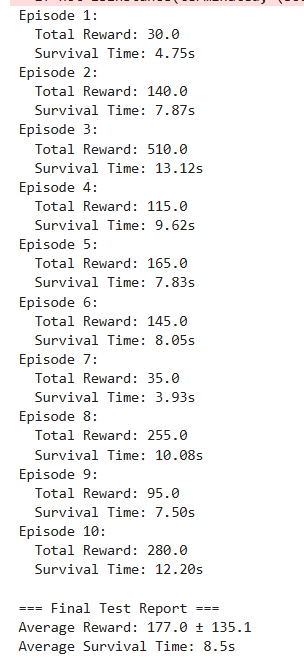 Episode 1:
Total Reward: 30.0
Survival Time: 4.75s
Episode 2:
Total Reward: 140.0
Survival Time: 7.87s
Episode 3:
Total Reward: 510.0
Survival Time: 13.12s
Episode 4:
Total Reward: 115.0
Survival Time: 9.62s
Episode 5:
Total Reward: 165.0
Survival Time: 7.83s
Episode 6:
Total Reward: 145.0
Survival Time: 8.05s
Episode 7:
Total Reward: 35.0
Survival Time: 3.93s
Episode 8:
Total Reward: 255.0
Survival Time: 10.08s
Episode 9:
Total Reward: 95.0
Survival Time: 7.50s
Episode 10:
Total Reward: 280.0
Survival Time: 12.20s
=== Final Test Report ===
Average Reward: 177.0 ± 135.1
Average Survival Time: 8.5s